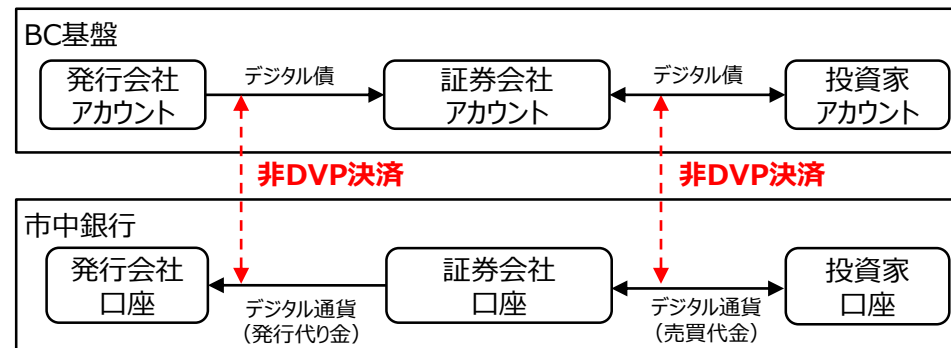 BC基盤
発行会社
アカウント
デジタル債
証券会社
アカウント
デジタル債
投資家
アカウント
非DVP決済
非DVP決済
市中銀行
発行会社
口座
デジタル通貨
(発行代り金)
証券会社
口座
デジタル通貨
(売買代金)
投資家
口座